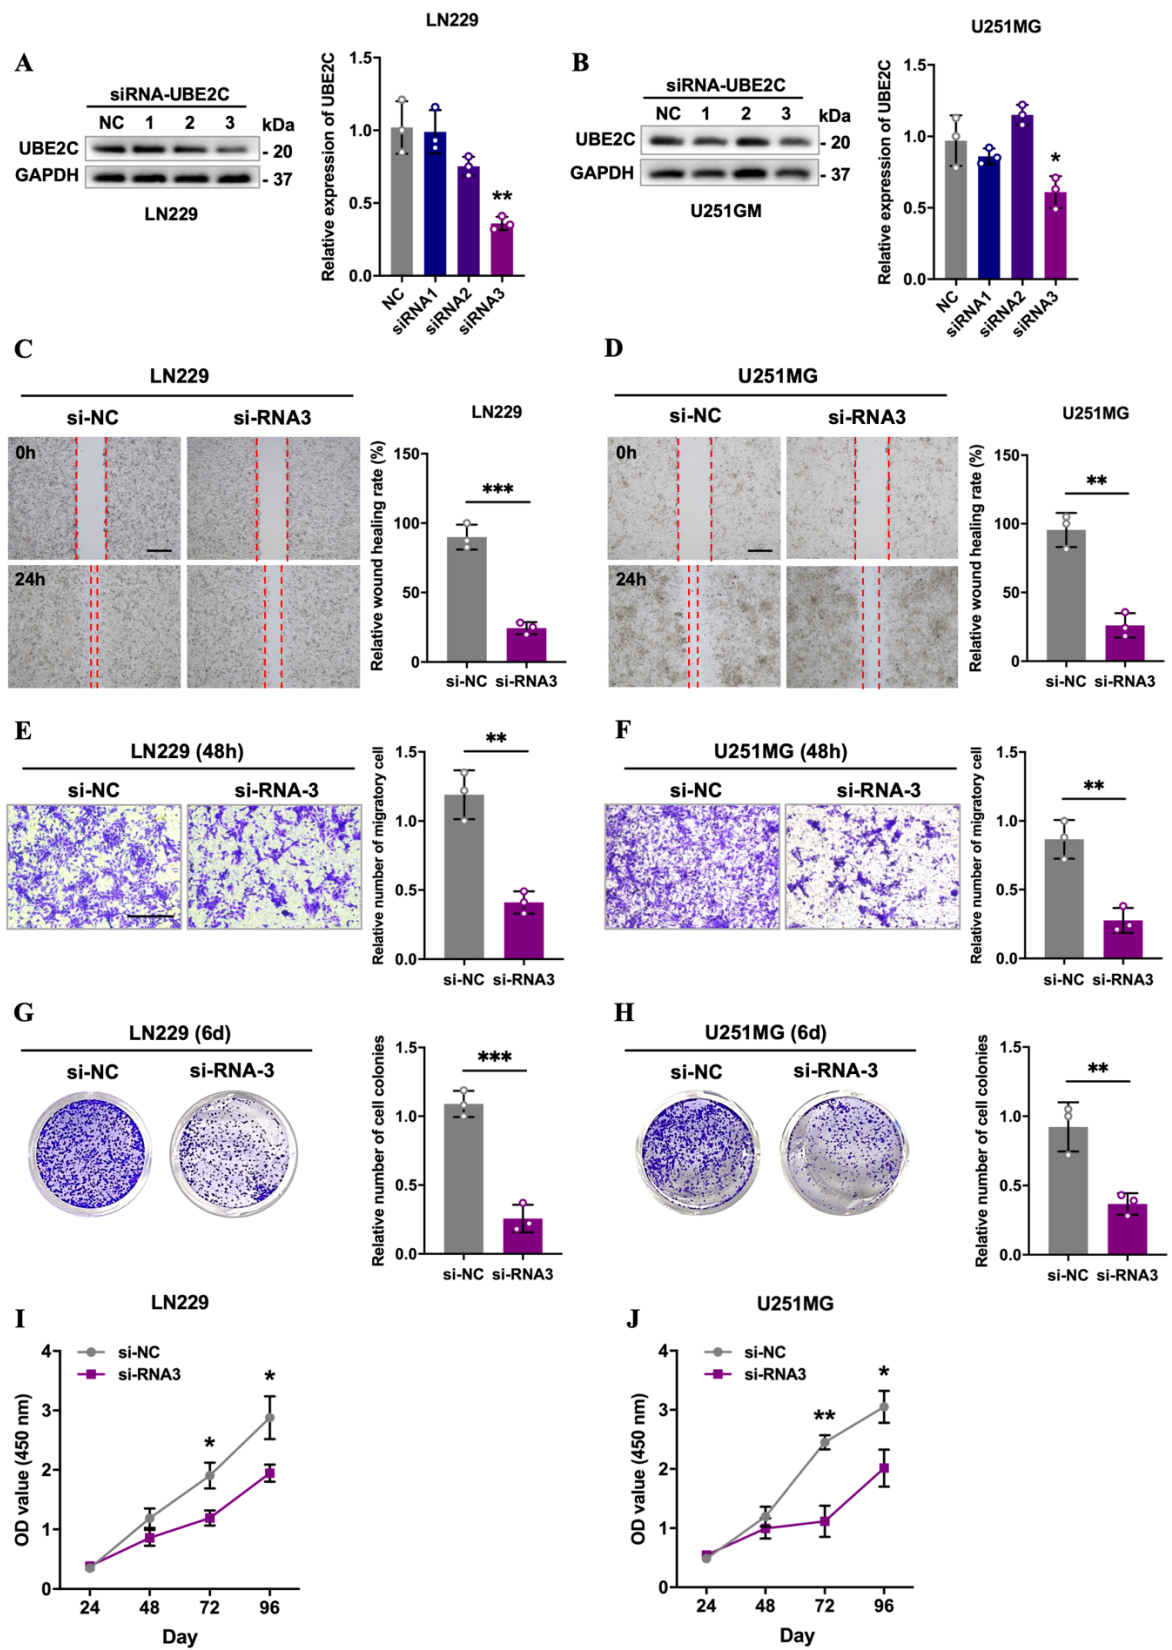 A
siRNA-UBE2C
NC 1 2 3 kDa
UBE2C - 20
GAPDH - 37
LN229
LN229
Relative expression of UBE2C
1.5
1.0
0.5
0.0
NC siRNA1 siRNA2 siRNA3
**
B
siRNA-UBE2C
NC 1 2 3 kDa
UBE2C - 20
GAPDH - 37
U251GM
U251MG
Relative expression of UBE2C
1.5
1.0
0.5
0.0
NC siRNA1 siRNA2 siRNA3
*
C
LN229
si-NC si-RNA3
0h
24h
LN229
Relative wound healing rate (%)
150
100
50
0
***
si-NC si-RNA3
D
U251MG
si-NC si-RNA3
0h
24h
U251MG
Relative wound healing rate (%)
150
100
50
0
**
si-NC si-RNA3
E
LN229 (48h)
si-NC si-RNA-3
Relative number of migratory cell
1.5
1.0
0.5
0.0
**
si-NC si-RNA3
F
U251MG (48h)
si-NC si-RNA-3
Relative number of migratory cell
1.5
1.0
0.5
0.0
**
si-NC si-RNA3
G
LN229 (6d)
si-NC si-RNA-3
Relative number of cell colonies
1.5
1.0
0.5
0.0
***
si-NC si-RNA3
H
U251MG (6d)
si-NC si-RNA-3
Relative number of cell colonies
1.5
1.0
0.5
0.0
**
si-NC si-RNA3
I
LN229
si-NC
si-RNA3
OD value (450 nm)
4
3
2
1
0
* *
24 48 72 96
Day
J
U251MG
si-NC
si-RNA3
OD value (450 nm)
4
3
2
1
0
** *
24 48 72 96
Day